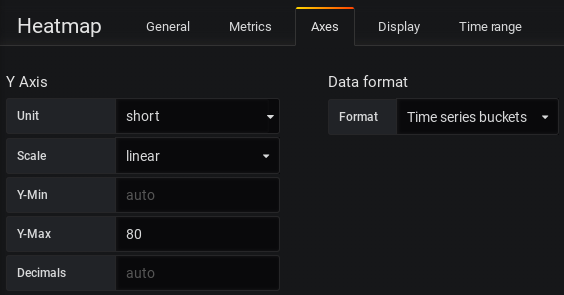 Heatmap General Metrics Axes Display Time range
Y Axis Data format
Unit short Format Time series buckets
Scale linear
Y-Min auto
Y-Max 80
Decimals auto